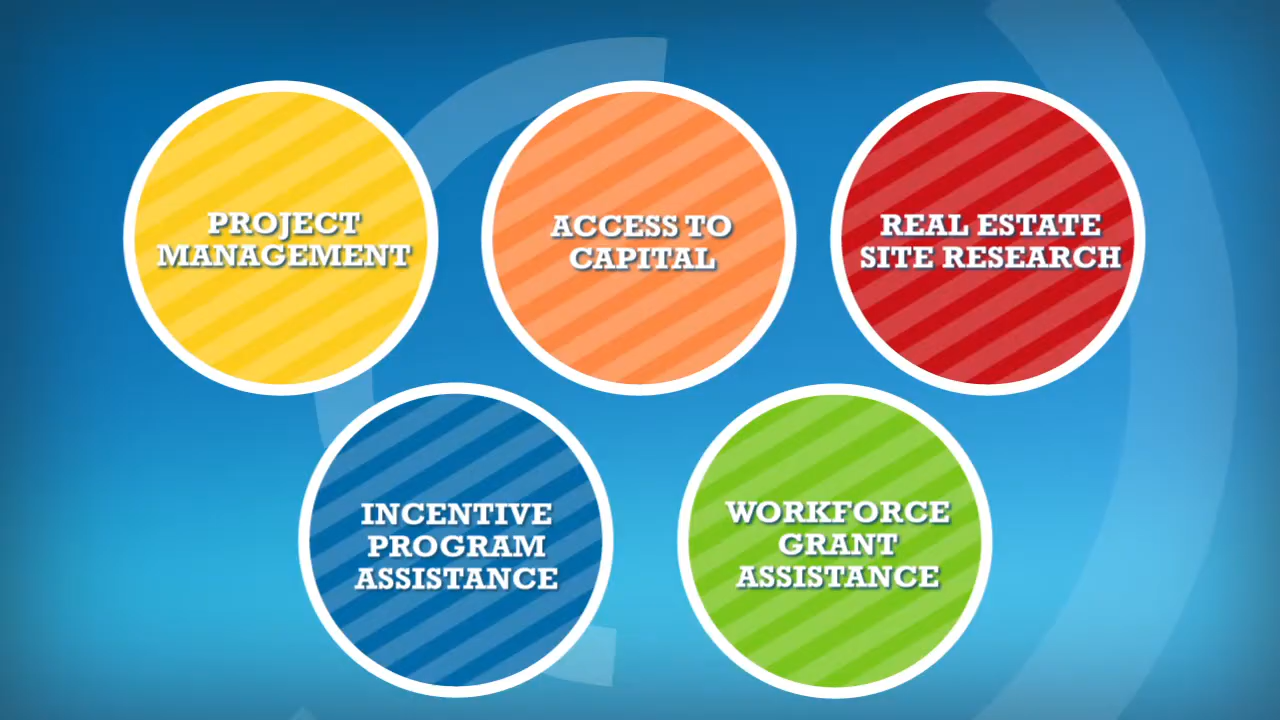 PROJECT
MANAGEMENT
ACCESS TO
CAPITAL
REAL ESTATE
SITE RESEARCH
INCENTIVE
PROGRAM
ASSISTANCE
WORKFORCE
GRANT
ASSISTANCE